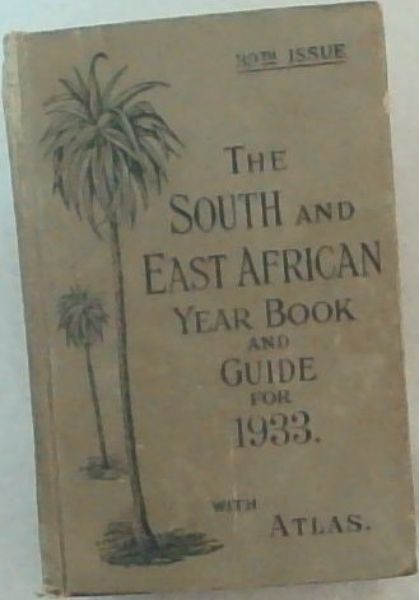 39TH ISSUE
THE
SOUTH AND
EAST AFRICAN
YEAR BOOK
AND
GUIDE
FOR
1933.
WITH
ATLAS.